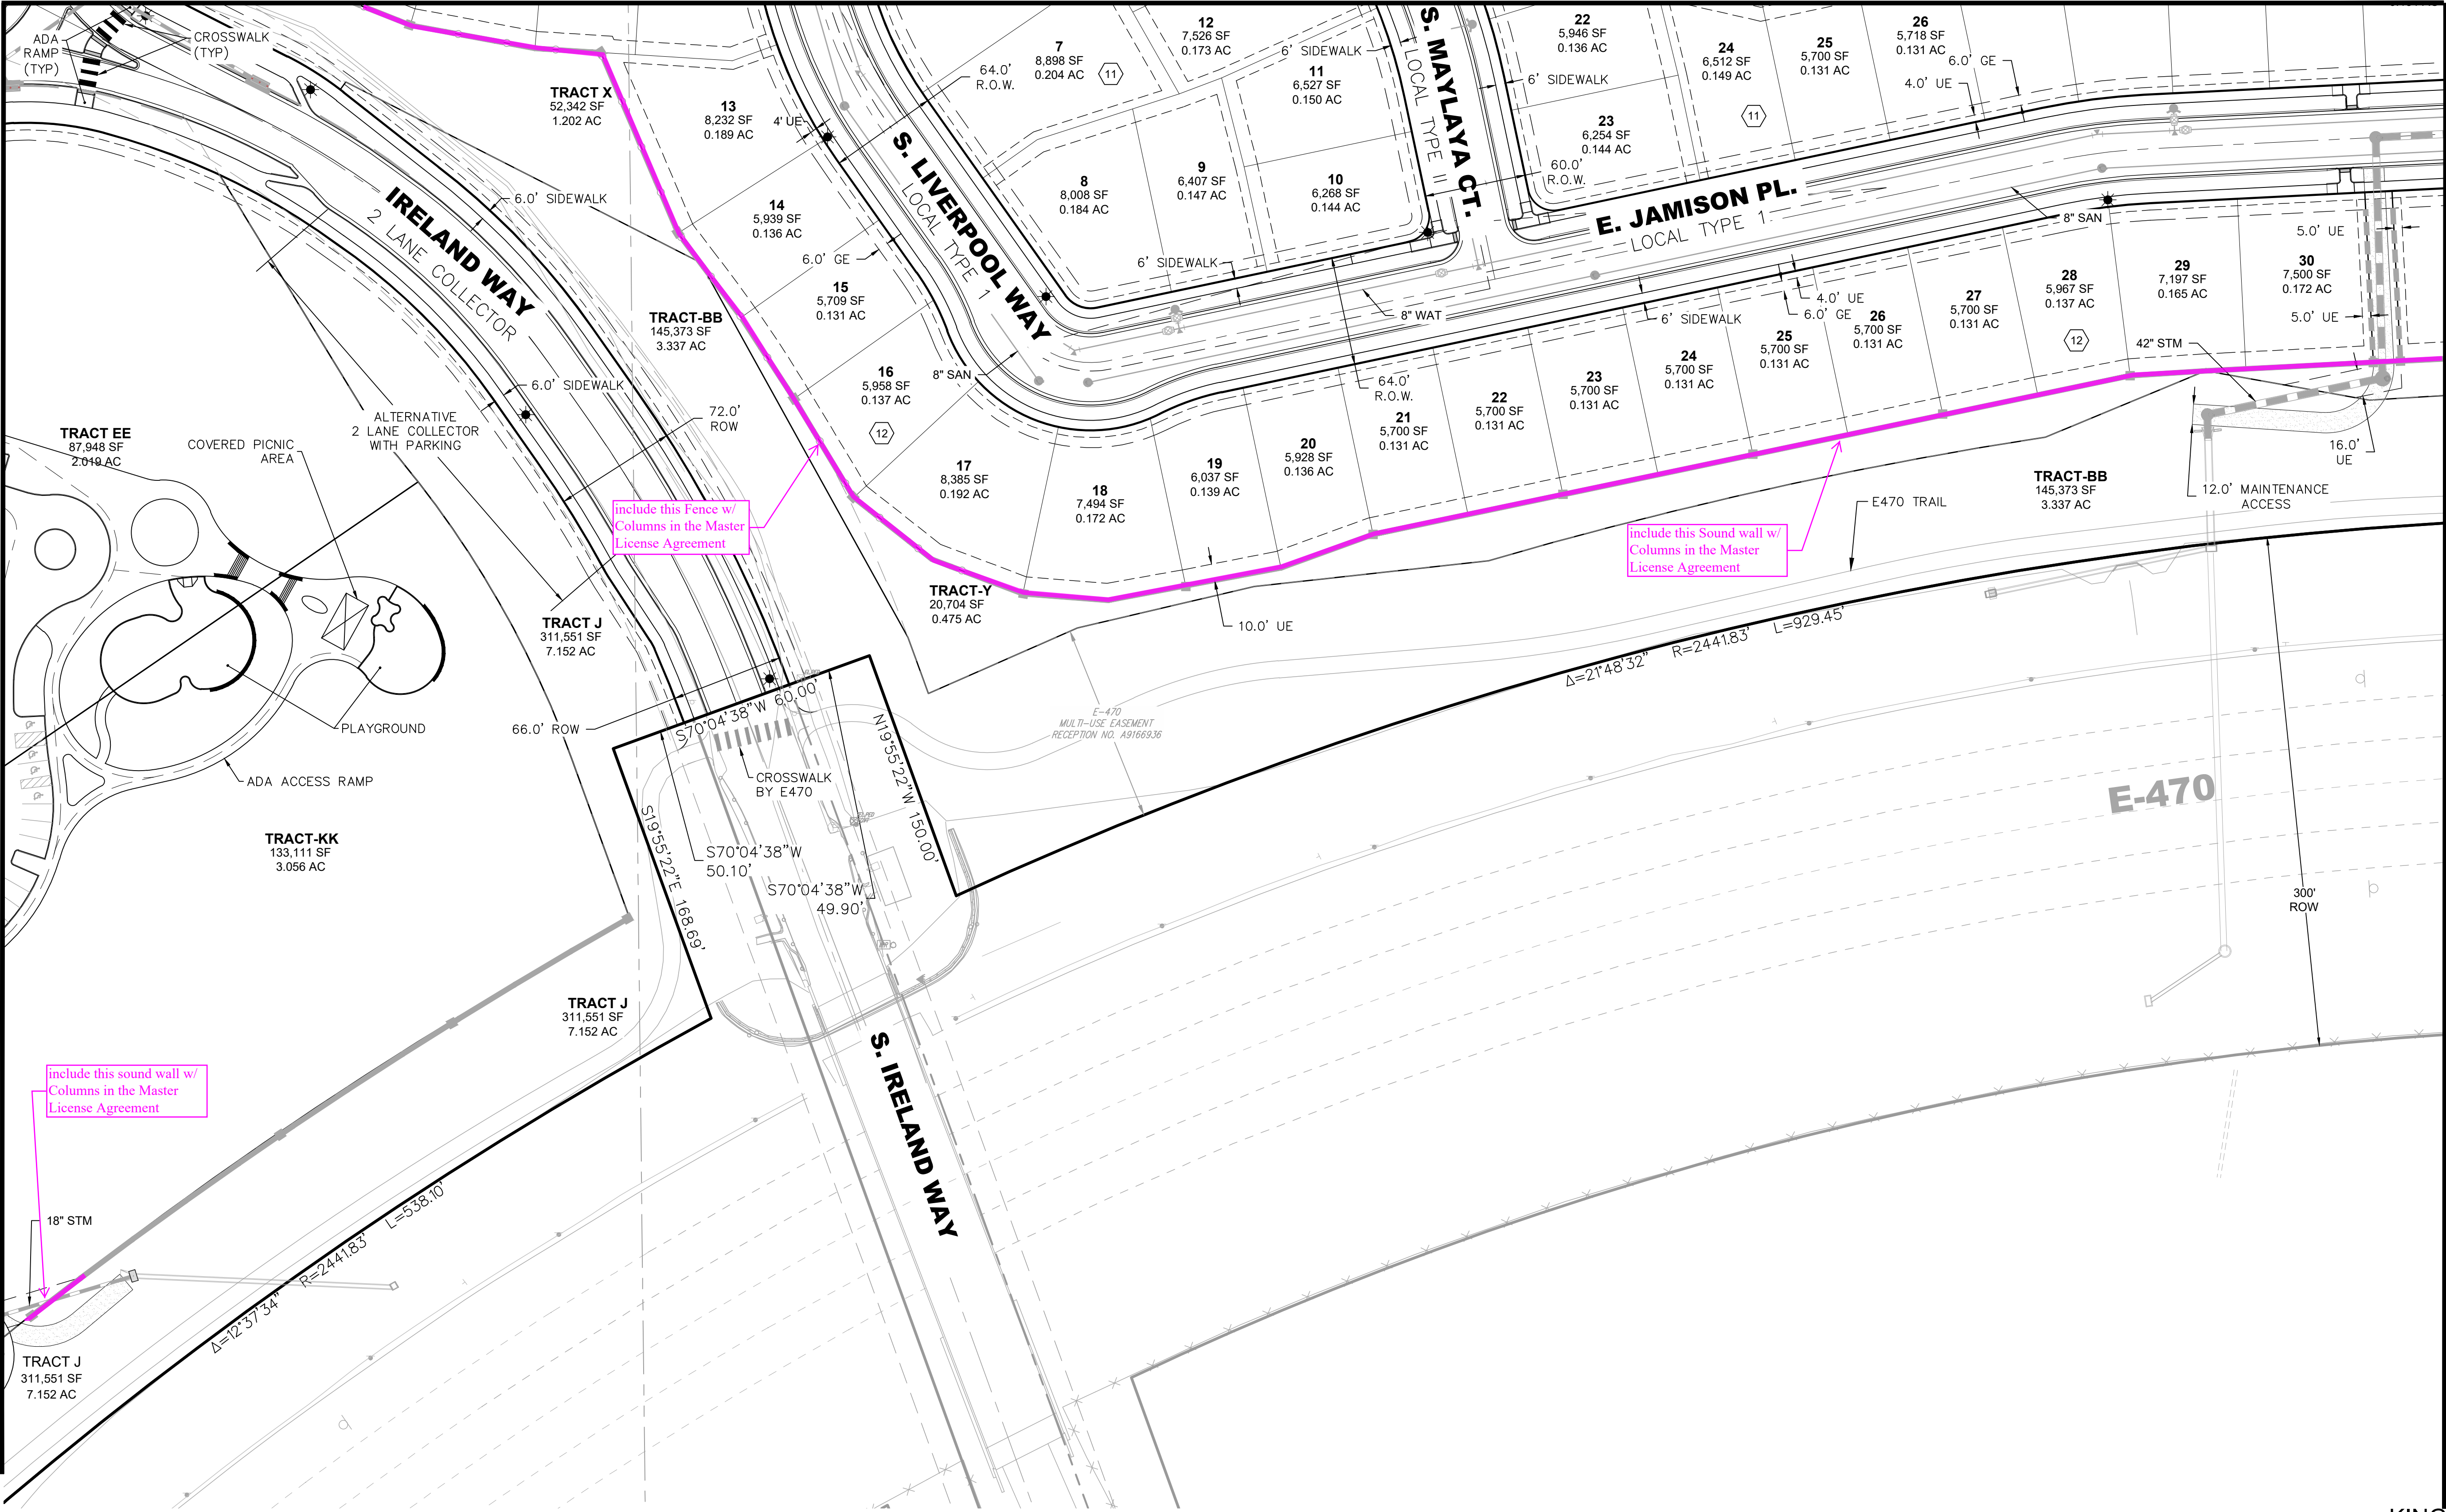 ADA
RAMP
(TYP)
CROSSWALK
(TYP)
TRACT X
52,342 SF
1.202 AC
13
8,232 SF
0.189 AC
4' UE
64.0'
R.O.W.
7
8,898 SF
0.204 AC
11
12
7,526 SF
0.173 AC
6' SIDEWALK
11
6,527 SF
0.150 AC
S. MAYLAYA CT.
LOCAL TYPE II
6' SIDEWALK
22
5,946 SF
0.136 AC
24
6,512 SF
0.149 AC
25
5,700 SF
0.131 AC
26
5,718 SF
0.131 AC
6.0' GE
4.0' UE
11
23
6,254 SF
0.144 AC
60.0'
R.O.W.
8
8,008 SF
0.184 AC
9
6,407 SF
0.147 AC
10
6,268 SF
0.144 AC
S. LIVERPOOL WAY
LOCAL TYPE 1
IRELAND WAY
2 LANE COLLECTOR
6.0' SIDEWALK
14
5,939 SF
0.136 AC
6.0' GE
15
5,709 SF
0.131 AC
6' SIDEWALK
E. JAMISON PL.
LOCAL TYPE 1
8" SAN
5.0' UE
28
5,967 SF
0.137 AC
29
7,197 SF
0.165 AC
30
7,500 SF
0.172 AC
27
5,700 SF
0.131 AC
4.0' UE
6.0' GE
26
5,700 SF
0.131 AC
5.0' UE
12
42" STM
TRACT-BB
145,373 SF
3.337 AC
8" WAT
6' SIDEWALK
25
5,700 SF
0.131 AC
24
5,700 SF
0.131 AC
23
5,700 SF
0.131 AC
22
5,700 SF
0.131 AC
21
5,700 SF
0.131 AC
64.0'
R.O.W.
20
5,928 SF
0.136 AC
19
6,037 SF
0.139 AC
18
7,494 SF
0.172 AC
17
8,385 SF
0.192 AC
16
5,958 SF
0.137 AC
8" SAN
12
6.0' SIDEWALK
72.0'
ROW
ALTERNATIVE
2 LANE COLLECTOR
WITH PARKING
TRACT EE
87,948 SF
2.019 AC
COVERED PICNIC
AREA
include this Fence w/
Columns in the Master
License Agreement
include this Sound wall w/
Columns in the Master
License Agreement
E470 TRAIL
TRACT-BB
145,373 SF
3.337 AC
12.0' MAINTENANCE
ACCESS
16.0'
UE
TRACT-Y
20,704 SF
0.475 AC
10.0' UE
TRACT J
311,551 SF
7.152 AC
66.0' ROW
S70°04'38"W 60.00'
N19°55'22"W 150.00'
S19°55'22"E 168.69'
S70°04'38"W
50.10'
S70°04'38"W
49.90'
CROSSWALK
BY E470
E-470
MULTI-USE EASEMENT
RECEPTION NO. A9166936
Δ=21°48'32" R=2441.83' L=929.45'
E-470
300'
ROW
PLAYGROUND
ADA ACCESS RAMP
TRACT-KK
133,111 SF
3.056 AC
TRACT J
311,551 SF
7.152 AC
S. IRELAND WAY
include this sound wall w/
Columns in the Master
License Agreement
18" STM
Δ=12°37'34" R=2441.83' L=538.10'
TRACT J
311,551 SF
7.152 AC